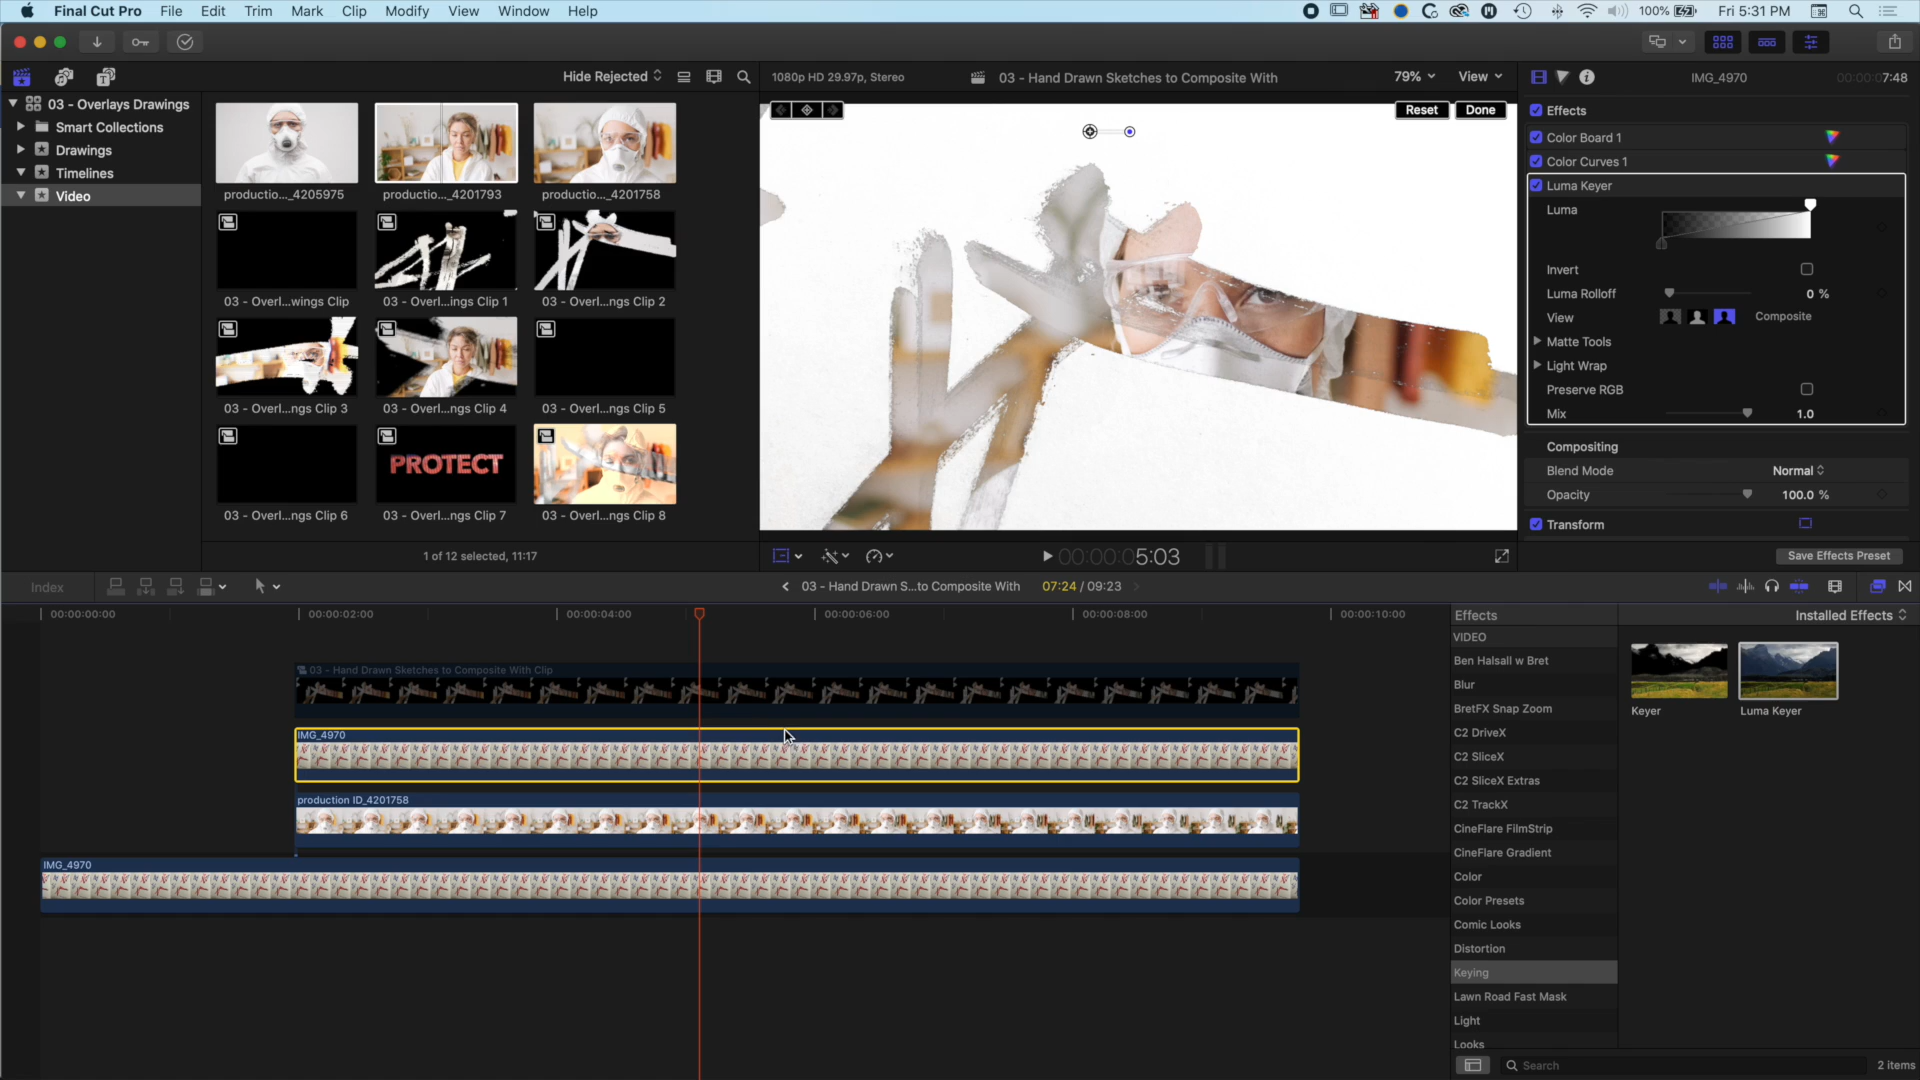 Final Cut Pro File Edit Trim Mark Clip Modify View Window Help 100% Fri 5:31 PM
Hide Rejected 1080p HD 29.97p, Stereo 03 - Hand Drawn Sketches to Composite With 79% View IMG_4970 00:00:07:48
03 - Overlays Drawings
Smart Collections
Drawings
Timelines
Video
productio..._4205975 productio..._4201793 productio..._4201758
03 - Overl...wings Clip 03 - Overl...ings Clip 1 03 - Overl...ings Clip 2
03 - Overl...ngs Clip 3 03 - Overl...ngs Clip 4 03 - Overl...ngs Clip 5
PROTECT
03 - Overl...ngs Clip 6 03 - Overl...ngs Clip 7 03 - Overl...ngs Clip 8
1 of 12 selected, 11:17
Reset Done
00:00:00:05:03
Effects
Color Board 1
Color Curves 1
Luma Keyer
Luma
Invert
Luma Rolloff 0 %
View Composite
Matte Tools
Light Wrap
Preserve RGB
Mix 1.0
Compositing
Blend Mode Normal
Opacity 100.0 %
Transform
Save Effects Preset
Index 03 - Hand Drawn S...to Composite With 07:24 / 09:23
00:00:00:00 00:00:02:00 00:00:04:00 00:00:06:00 00:00:08:00 00:00:10:00
03 - Hand Drawn Sketches to Composite With Clip
IMG_4970
production ID_4201758
IMG_4970
Effects Installed Effects
VIDEO
Ben Halsall w Bret
Blur
BretFX Snap Zoom
C2 DriveX
C2 SliceX
C2 SliceX Extras
C2 TrackX
CineFlare FilmStrip
CineFlare Gradient
Color
Color Presets
Comic Looks
Distortion
Keying
Lawn Road Fast Mask
Light
Looks
Keyer Luma Keyer
Search 2 items